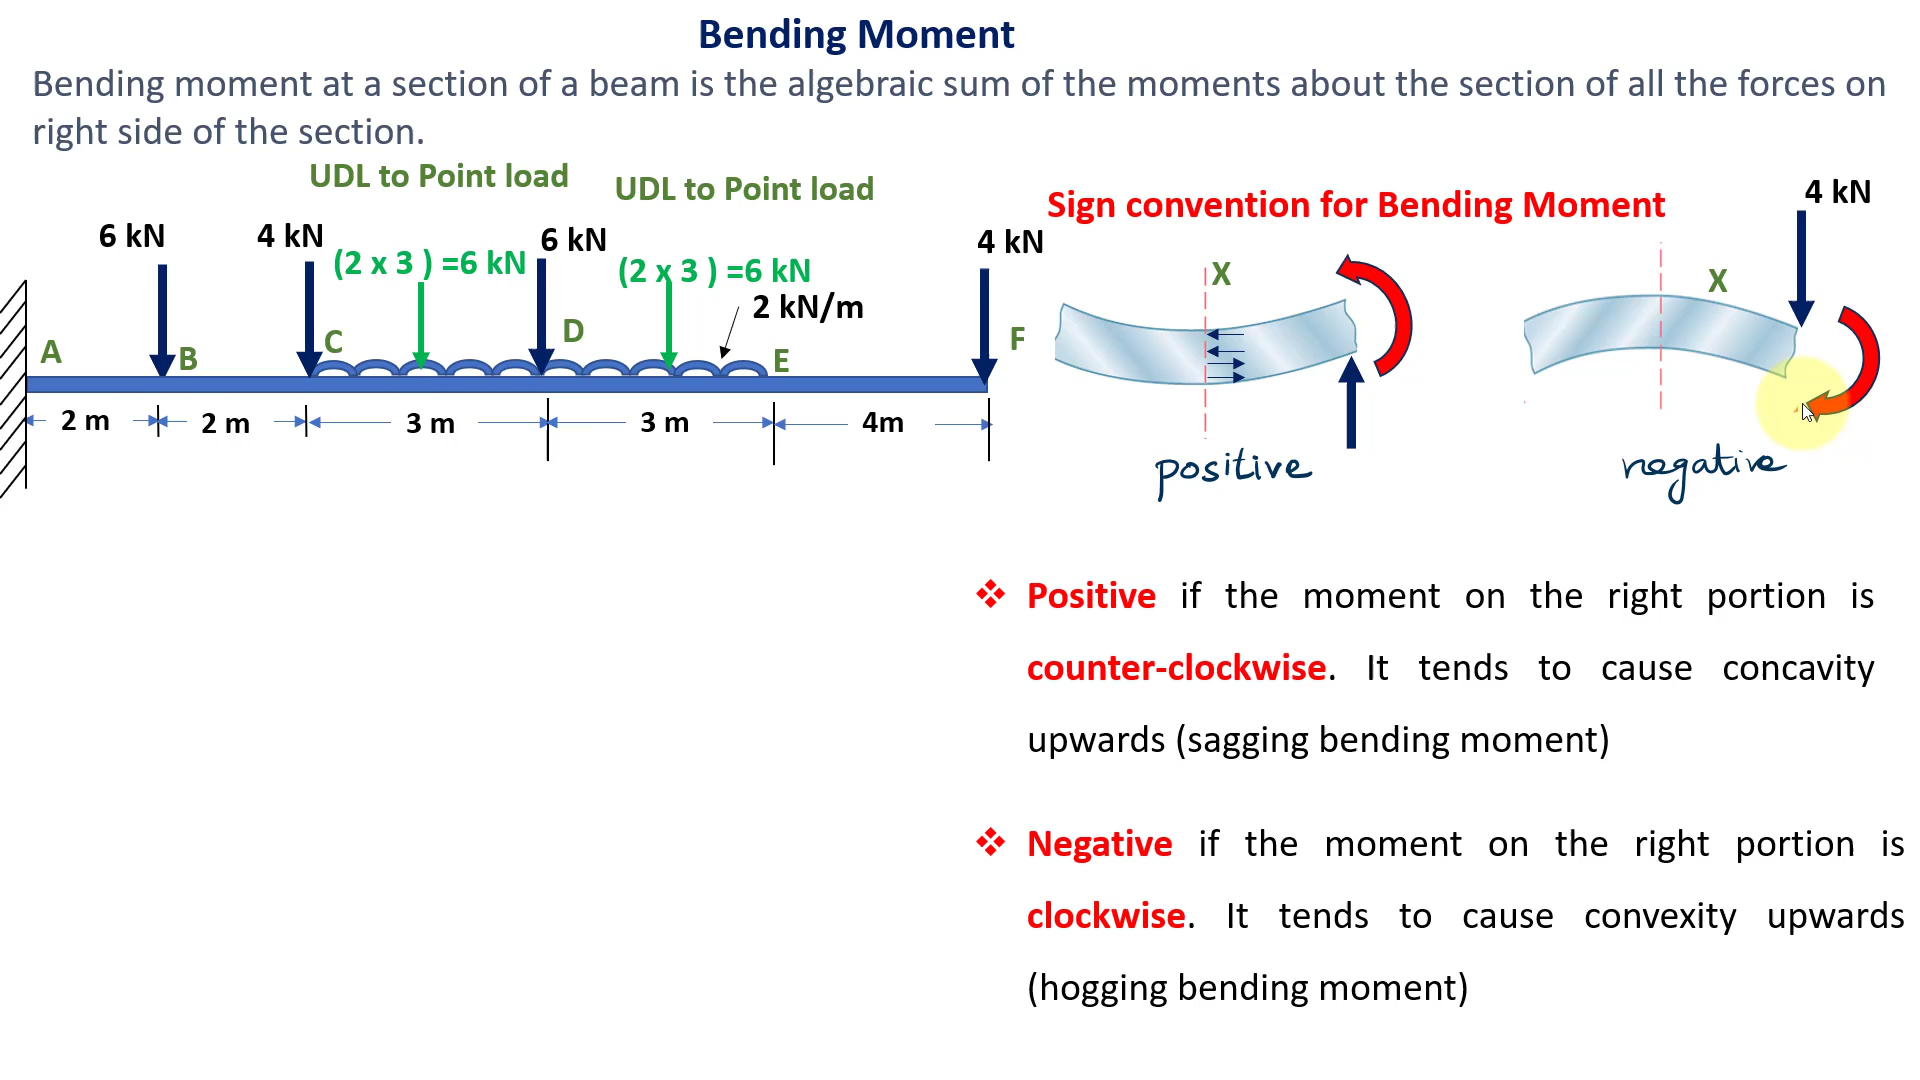 Bending Moment
Bending moment at a section of a beam is the algebraic sum of the moments about the section of all the forces on
right side of the section.
UDL to Point load
UDL to Point load
6 kN
4 kN
(2 x 3 ) =6 kN
6 kN
(2 x 3 ) =6 kN
2 kN/m
4 kN
A
B
C
D
E
F
2 m
2 m
3 m
3 m
4m
Sign convention for Bending Moment
4 kN
X
X
positive
negative
Positive if the moment on the right portion is
counter-clockwise. It tends to cause concavity
upwards (sagging bending moment)
Negative if the moment on the right portion is
clockwise. It tends to cause convexity upwards
(hogging bending moment)